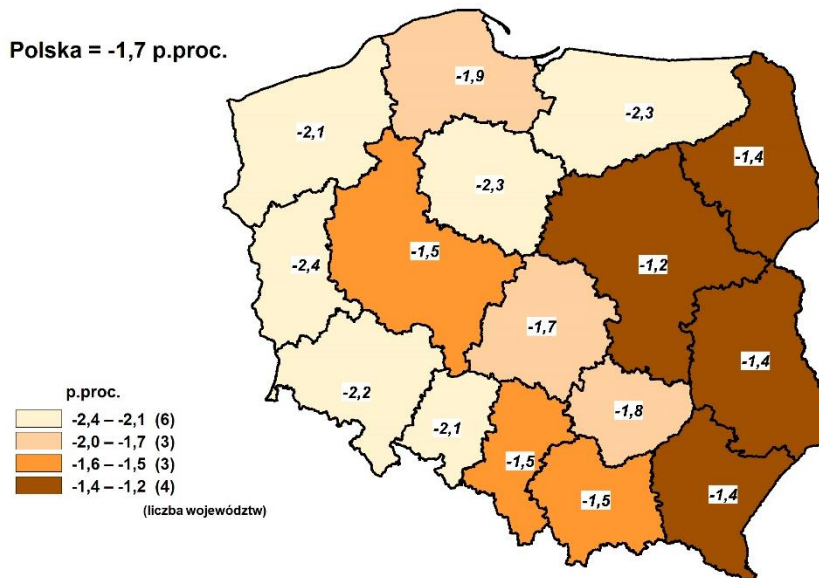 Polska = -1,7 p.proc.
-1,9
-2,1
-2,3
-1,4
-2,3
-1,5
-2,4
-1,2
-1,7
-1,4
-2,2
-1,8
-2,1
-1,5
-1,5
-1,4
p.proc.
-2,4 – -2,1 (6)
-2,0 – -1,7 (3)
-1,6 – -1,5 (3)
-1,4 – -1,2 (4)
(liczba województw)